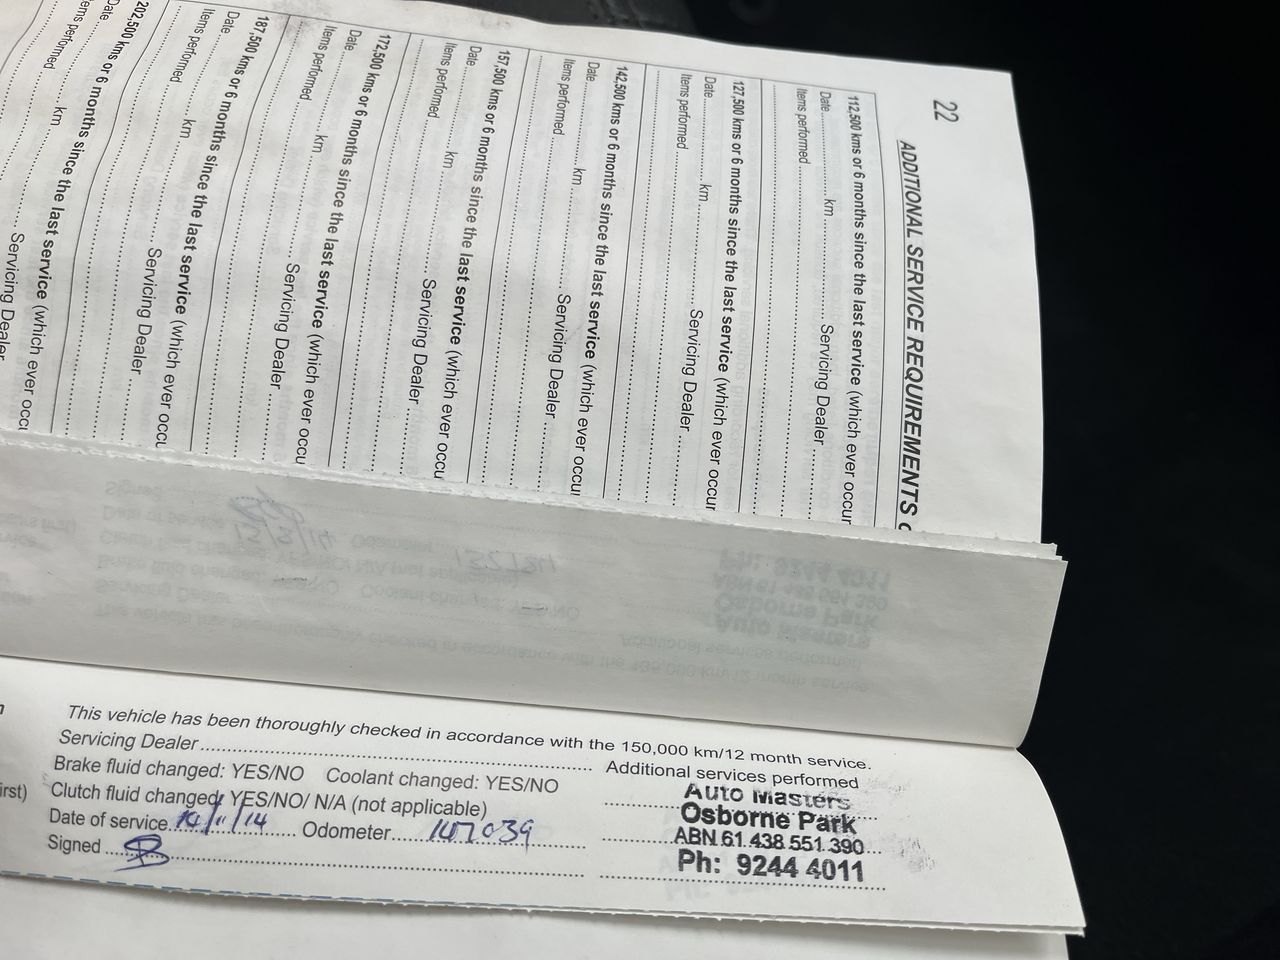 22
ADDITIONAL SERVICE REQUIREMENTS
112,500 kms or 6 months since the last service (which ever occur
Date ........ km ........ Servicing Dealer
Items performed
127,500 kms or 6 months since the last service (which ever occur
Date ........ km ........ Servicing Dealer
Items performed
142,500 kms or 6 months since the last service (which ever occu
Date ........ km ........ Servicing Dealer
Items performed
157,500 kms or 6 months since the last service (which ever occu
Date ........ km ........ Servicing Dealer
Items performed
172,500 kms or 6 months since the last service (which ever occu
Date ........ km ........ Servicing Dealer
Items performed
187,500 kms or 6 months since the last service (which ever occu
Date ........ km ........ Servicing Dealer
Items performed
202,500 kms or 6 months since the last service (which ever occu
Date ........ km ........ Servicing Dealer
Items performed
This vehicle has been thoroughly checked in accordance with the 150,000 km/12 month service.
Servicing Dealer
Additional services performed
Brake fluid changed: YES/NO Coolant changed: YES/NO
Clutch fluid changed: YES/NO/ N/A (not applicable)
Date of service /11/14 Odometer 147039
Signed
Auto Masters
Osborne Park
ABN 61 438 551 390
Ph: 9244 4011
irst)